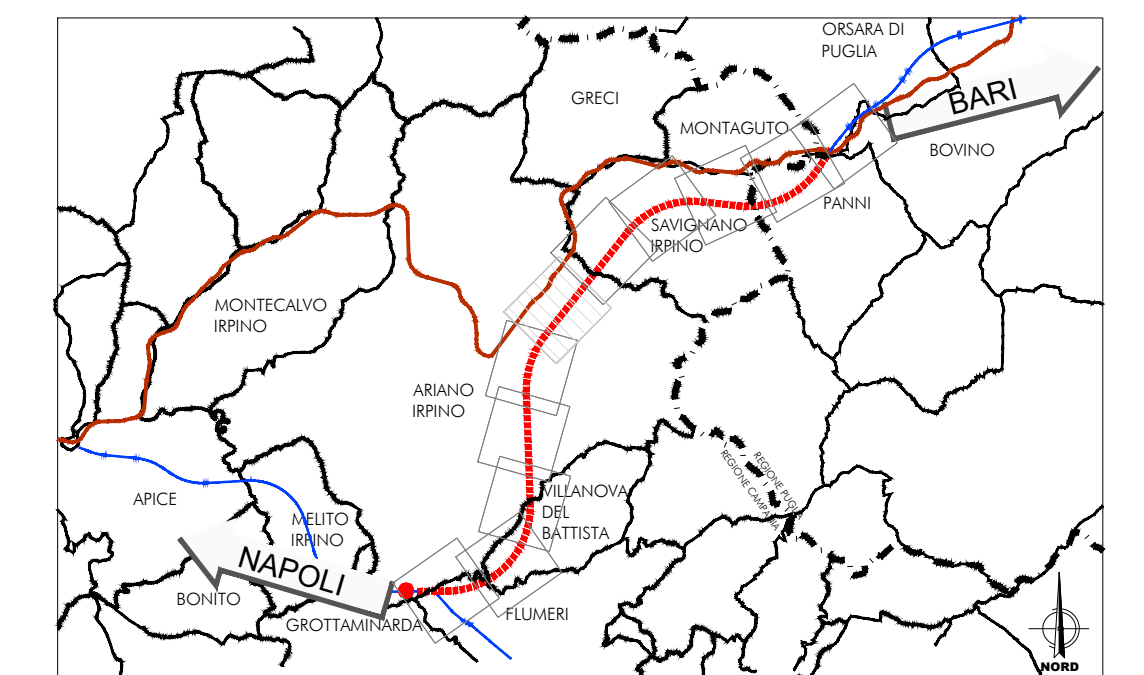 ORSARA DI
PUGLIA
GRECI
BARI
MONTAGUTO
BOVINO
PANNI
SAVIGNANO
IRPINO
MONTECALVO
IRPINO
ARIANO
IRPINO
REGIONE PUGLIA
REGIONE CAMPANIA
APICE
VILLANOVA
DEL
BATTISTA
MELITO
IRPINO
NAPOLI
BONITO
GROTTAMINARDA
FLUMERI
NORD